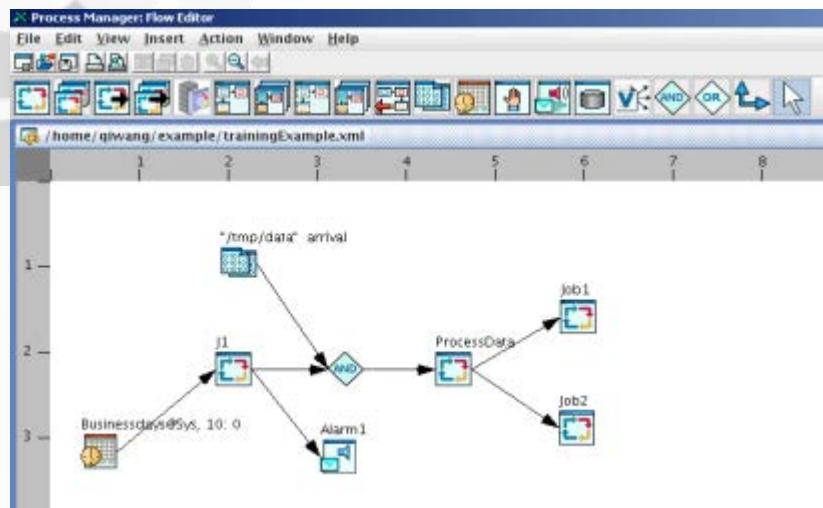 Process Manager: Flow Editor
File Edit View Insert Action Window Help
AND OR
/home/qiwang/example/trainingExample.xml
1 2 3 4 5 6 7 8
"/tmp/data" arrival
1
Job1
2
J1
ProcessData
AND
Job2
Businessdays@Sys, 10: 0
Alarm1
3